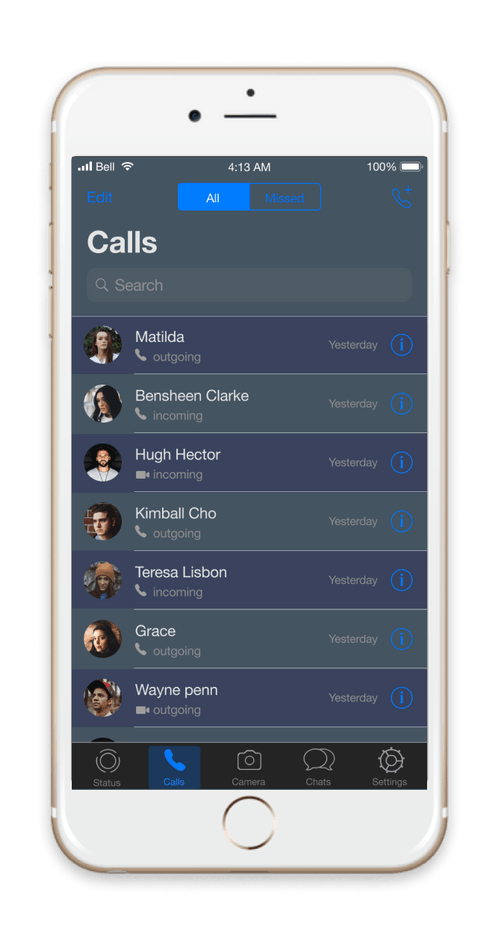 Bell 4:13 AM 100%
Edit All Missed
Calls
Search
Matilda
outgoing
Yesterday
Bensheen Clarke
incoming
Yesterday
Hugh Hector
incoming
Yesterday
Kimball Cho
outgoing
Yesterday
Teresa Lisbon
incoming
Yesterday
Grace
outgoing
Yesterday
Wayne penn
outgoing
Yesterday
Status Calls Camera Chats Settings